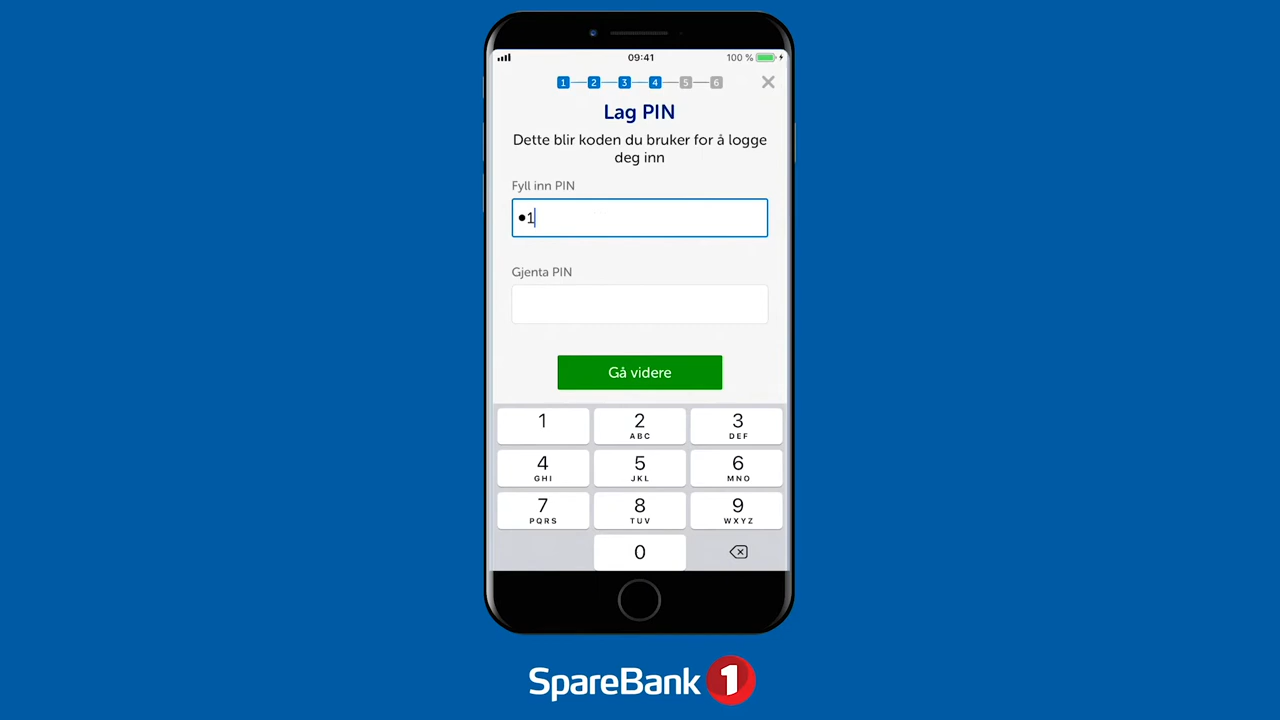 09:41
100 %
1 2 3 4 5 6
Lag PIN
Dette blir koden du bruker for å logge
deg inn
Fyll inn PIN
●1
Gjenta PIN
Gå videre
1 2 3
ABC DEF
4 5 6
GHI JKL MNO
7 8 9
PQRS TUV WXYZ
0
SpareBank 1